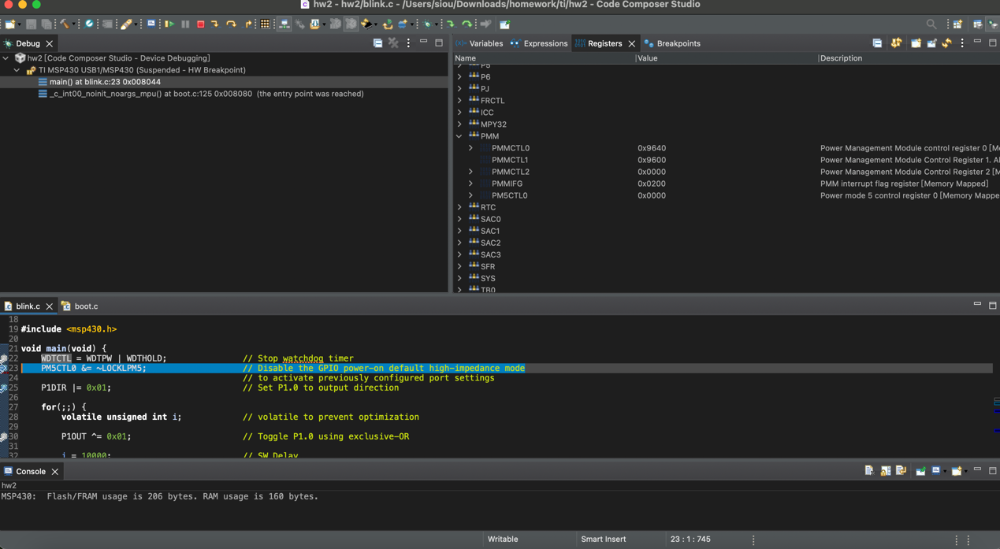 hw2 - hw2/blink.c - /Users/siou/Downloads/homework/ti/hw2 - Code Composer Studio
Debug
hw2 [Code Composer Studio - Device Debugging]
TI MSP430 USB1/MSP430 (Suspended - HW Breakpoint)
main() at blink.c:23 0x008044
_c_int00_noinit_noargs_mpu() at boot.c:125 0x008080 (the entry point was reached)
Variables Expressions Registers Breakpoints
Name Value Description
P5
P6
PJ
FRCTL
ICC
MPY32
PMM
PMMCTL0 0x9640 Power Management Module control register 0 [M
PMMCTL1 0x9600 Power Management Module Control Register 1. A
PMMCTL2 0x0000 Power Management Module Control Register 2 [M
PMMIFG 0x0200 PMM interrupt flag register [Memory Mapped]
PM5CTL0 0x0000 Power mode 5 control register 0 [Memory Mappe
RTC
SAC0
SAC1
SAC2
SAC3
SFR
SYS
TB0
blink.c boot.c
18
19 #include <msp430.h>
20
21 void main(void) {
22 WDTCTL = WDTPW | WDTHOLD; // Stop watchdog timer
23 PM5CTL0 &= ~LOCKLPM5; // Disable the GPIO power-on default high-impedance mode
24 // to activate previously configured port settings
25 P1DIR |= 0x01; // Set P1.0 to output direction
26
27 for(;;) {
28 volatile unsigned int i; // volatile to prevent optimization
29
30 P1OUT ^= 0x01; // Toggle P1.0 using exclusive-OR
31
32 i = 10000; // SW Delay
Console
hw2
MSP430: Flash/FRAM usage is 206 bytes. RAM usage is 160 bytes.
Writable Smart Insert 23 : 1 : 745